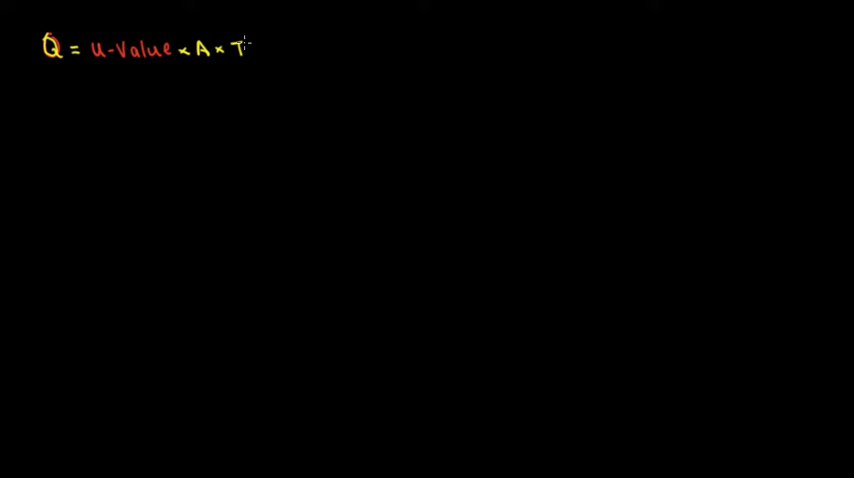 Q = u-value × A × T